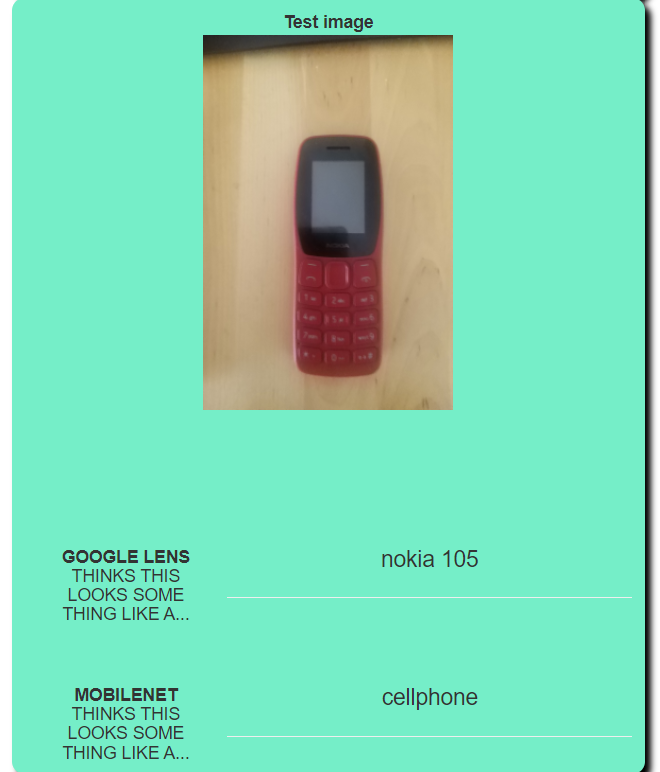 Test image
NOKIA
GOOGLE LENS
THINKS THIS
LOOKS SOME
THING LIKE A...
nokia 105
MOBILENET
THINKS THIS
LOOKS SOME
THING LIKE A...
cellphone